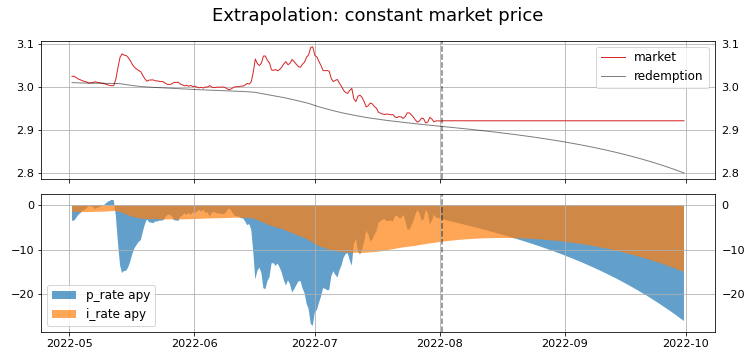 Extrapolation: constant market price
3.1 3.1
market
redemption
3.0 3.0
2.9 2.9
2.8 2.8
0 0
−10 −10
−20 −20
p_rate apy
i_rate apy
2022-05 2022-06 2022-07 2022-08 2022-09 2022-10